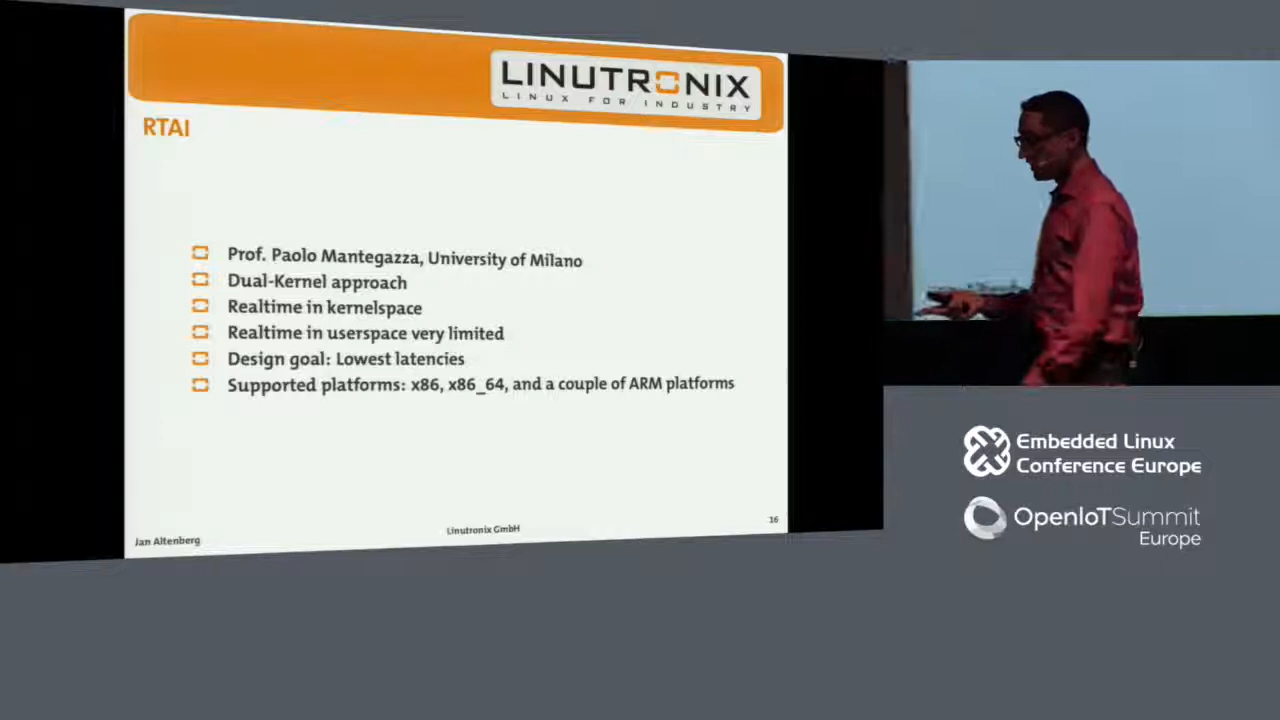 LINUTRONIX
LINUX FOR INDUSTRY
RTAI
Prof. Paolo Mantegazza, University of Milano
Dual-Kernel approach
Realtime in kernelspace
Realtime in userspace very limited
Design goal: Lowest latencies
Supported platforms: x86, x86_64, and a couple of ARM platforms
Jan Altenberg
Linutronix GmbH
16
Embedded Linux
Conference Europe
OpenIoTSummit
Europe